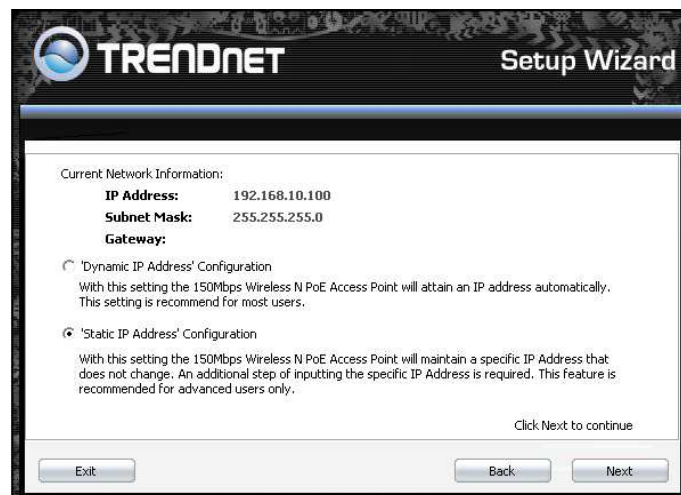 TRENDNET
Setup Wizard
Current Network Information:
IP Address: 192.168.10.100
Subnet Mask: 255.255.255.0
Gateway:
'Dynamic IP Address' Configuration
With this setting the 150Mbps Wireless N PoE Access Point will attain an IP address automatically.
This setting is recommend for most users.
'Static IP Address' Configuration
With this setting the 150Mbps Wireless N PoE Access Point will maintain a specific IP Address that
does not change. An additional step of inputting the specific IP Address is required. This feature is
recommended for advanced users only.
Click Next to continue
Exit Back Next